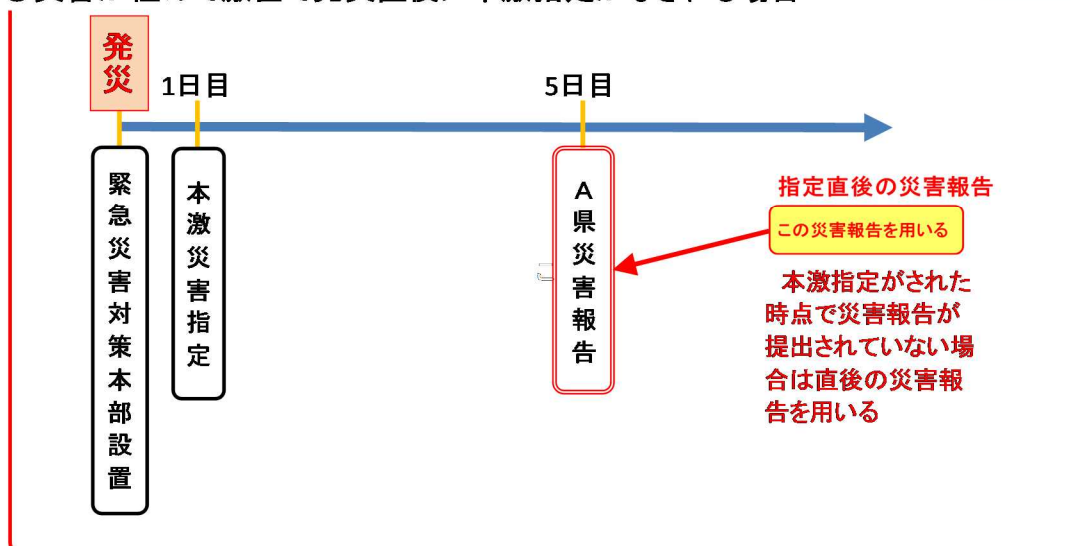 発災
1日目
5日目
緊急災害対策本部設置
本激災害指定
A県災害報告
指定直後の災害報告
この災害報告を用いる
本激指定がされた
時点で災害報告が
提出されていない場
合は直後の災害報
告を用いる